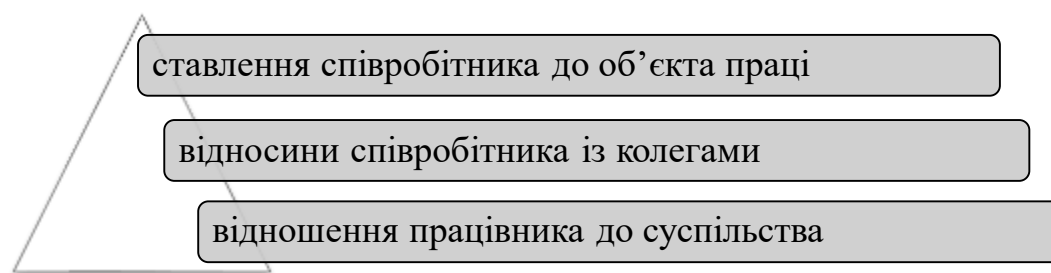 ставлення співробітника до об’єкта праці
відносини співробітника із колегами
відношення працівника до суспільства